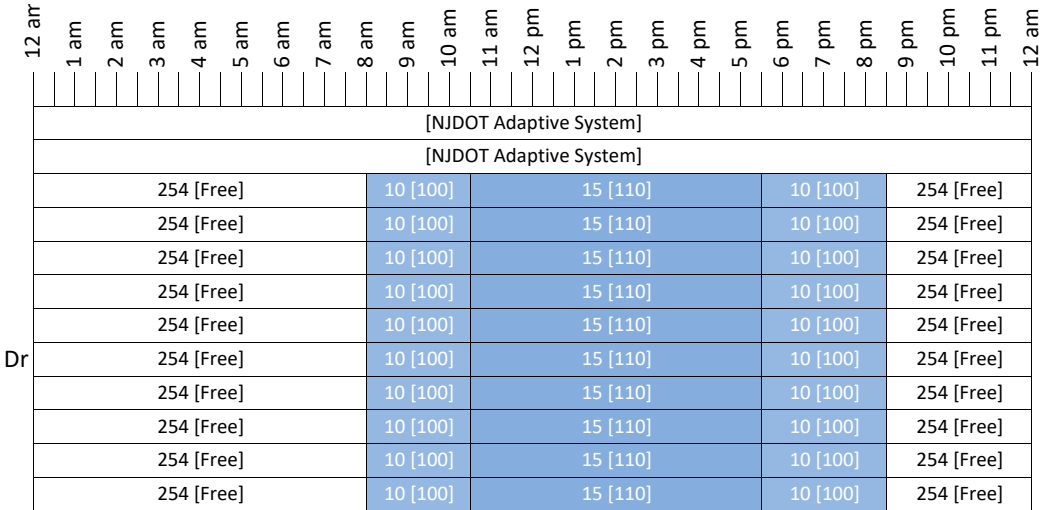 12 am 1 am 2 am 3 am 4 am 5 am 6 am 7 am 8 am 9 am 10 am 11 am 12 pm 1 pm 2 pm 3 pm 4 pm 5 pm 6 pm 7 pm 8 pm 9 pm 10 pm 11 pm 12 am
[NJDOT Adaptive System]
[NJDOT Adaptive System]
254 [Free] 10 [100] 15 [110] 10 [100] 254 [Free]
254 [Free] 10 [100] 15 [110] 10 [100] 254 [Free]
254 [Free] 10 [100] 15 [110] 10 [100] 254 [Free]
254 [Free] 10 [100] 15 [110] 10 [100] 254 [Free]
254 [Free] 10 [100] 15 [110] 10 [100] 254 [Free]
Dr 254 [Free] 10 [100] 15 [110] 10 [100] 254 [Free]
254 [Free] 10 [100] 15 [110] 10 [100] 254 [Free]
254 [Free] 10 [100] 15 [110] 10 [100] 254 [Free]
254 [Free] 10 [100] 15 [110] 10 [100] 254 [Free]
254 [Free] 10 [100] 15 [110] 10 [100] 254 [Free]